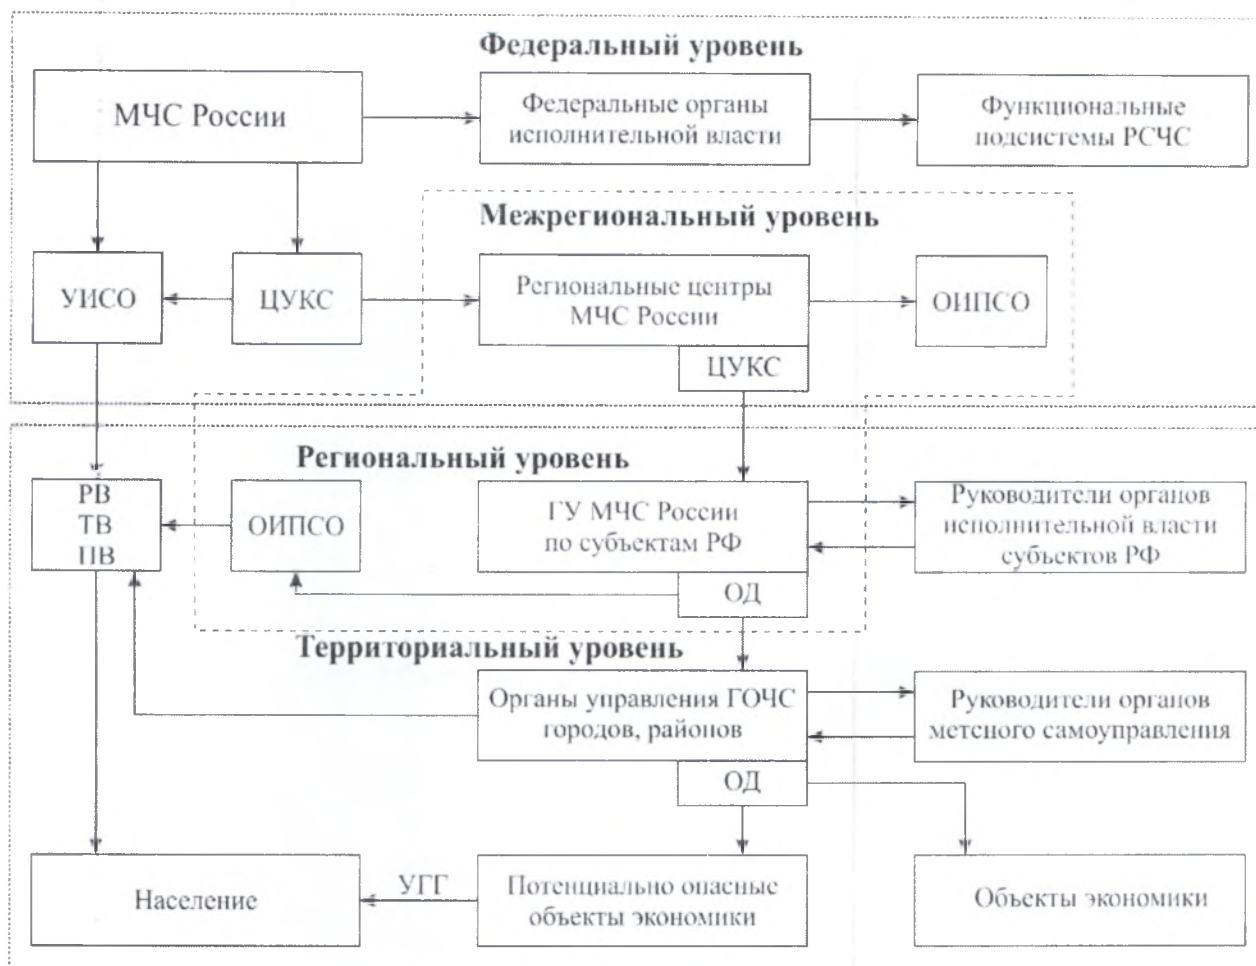 Федеральный уровень
МЧС России
Федеральные органы
исполнительной власти
Функциональные
подсистемы РСЧС
Межрегиональный уровень
УИСО
ЦУКС
Региональные центры
МЧС России
ОИПСО
ЦУКС
Региональный уровень
РВ
ТВ
ПВ
ОИПСО
ГУ МЧС России
по субъектам РФ
Руководители органов
исполнительной власти
субъектов РФ
ОД
Территориальный уровень
Органы управления ГОЧС
городов, районов
Руководители органов
метсного самоуправления
ОД
Население
УГГ
Потенциально опасные
объекты экономики
Объекты экономики